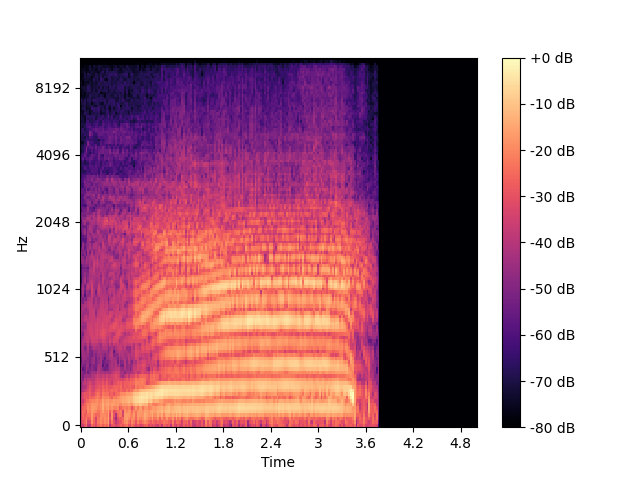 8192
4096
2048
1024
512
0
Hz
0 0.6 1.2 1.8 2.4 3 3.6 4.2 4.8
Time
+0 dB
-10 dB
-20 dB
-30 dB
-40 dB
-50 dB
-60 dB
-70 dB
-80 dB